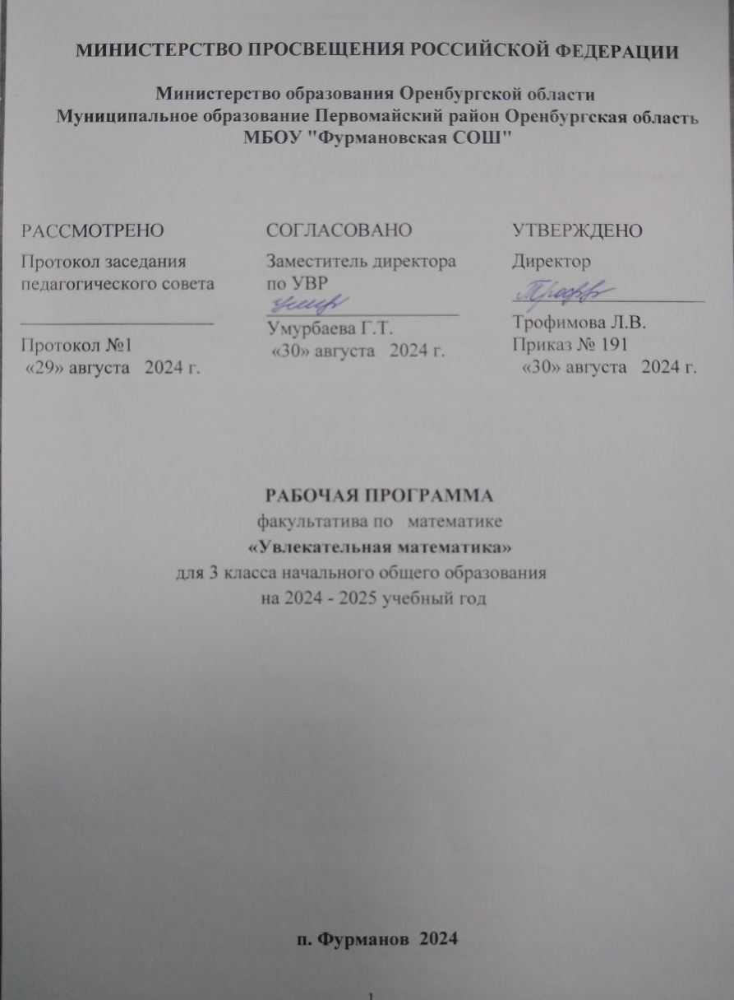 МИНИСТЕРСТВО ПРОСВЕЩЕНИЯ РОССИЙСКОЙ ФЕДЕРАЦИИ
Министерство образования Оренбургской области
Муниципальное образование Первомайский район Оренбургская область
МБОУ "Фурмановская СОШ"
РАССМОТРЕНО
Протокол заседания
педагогического совета
Протокол №1
«29» августа 2024 г.
СОГЛАСОВАНО
Заместитель директора
по УВР
Умурбаева Г.Т.
«30» августа 2024 г.
УТВЕРЖДЕНО
Директор
Трофимова Л.В.
Приказ № 191
«30» августа 2024 г.
РАБОЧАЯ ПРОГРАММА
факультатива по математике
«Увлекательная математика»
для 3 класса начального общего образования
на 2024 - 2025 учебный год
п. Фурманов 2024
1